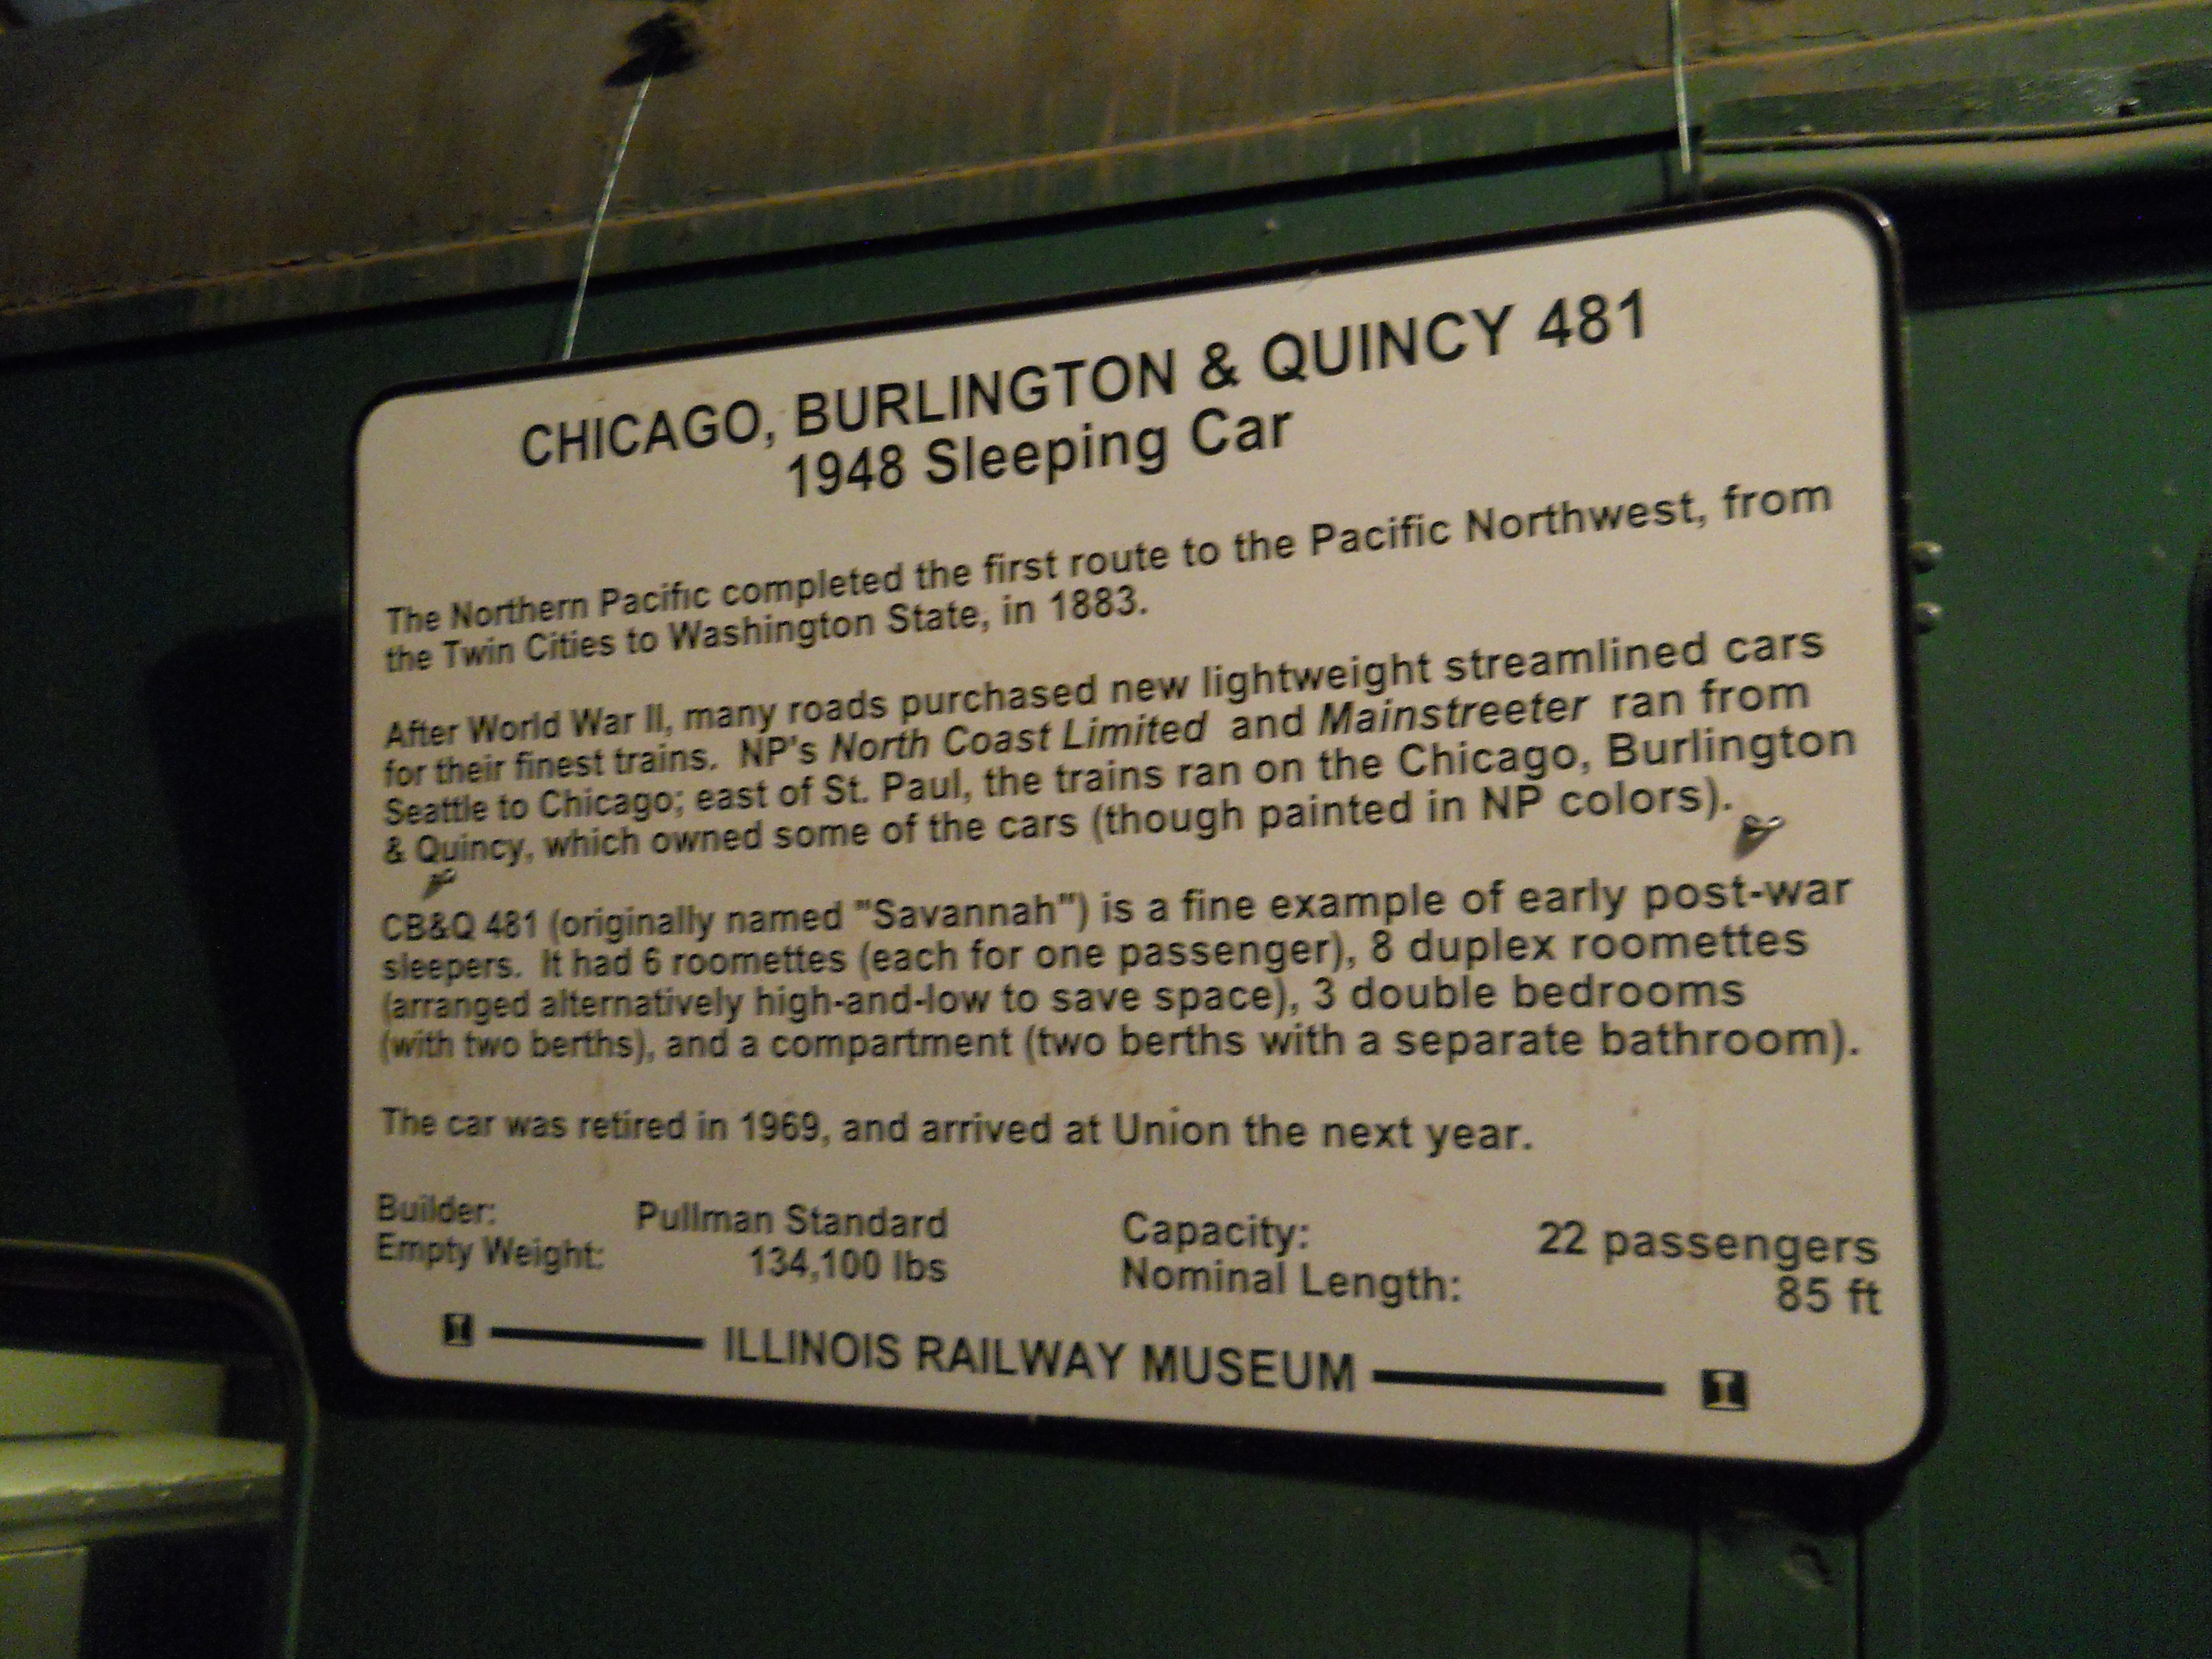 CHICAGO, BURLINGTON & QUINCY 481
1948 Sleeping Car
The Northern Pacific completed the first route to the Pacific Northwest, from
the Twin Cities to Washington State, in 1883.
After World War II, many roads purchased new lightweight streamlined cars
for their finest trains. NP's North Coast Limited and Mainstreeter ran from
Seattle to Chicago; east of St. Paul, the trains ran on the Chicago, Burlington
& Quincy, which owned some of the cars (though painted in NP colors).
CB&Q 481 (originally named "Savannah") is a fine example of early post-war
sleepers. It had 6 roomettes (each for one passenger), 8 duplex roomettes
(arranged alternatively high-and-low to save space), 3 double bedrooms
(with two berths), and a compartment (two berths with a separate bathroom).
The car was retired in 1969, and arrived at Union the next year.
Builder: Pullman Standard Capacity: 22 passengers
Empty Weight: 134,100 lbs Nominal Length: 85 ft
I ILLINOIS RAILWAY MUSEUM I